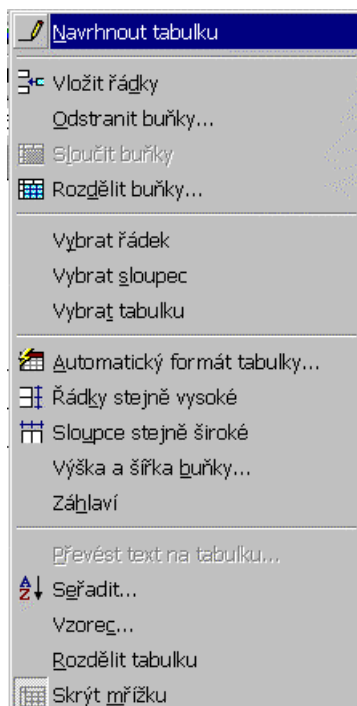 Navrhnout tabulku
Vložit řádky
Odstranit buňky...
Sloučit buňky
Rozdělit buňky...
Vybrat řádek
Vybrat sloupec
Vybrat tabulku
Automatický formát tabulky...
Řádky stejně vysoké
Sloupce stejně široké
Výška a šířka buňky...
Záhlaví
Převést text na tabulku...
Seřadit...
Vzorec...
Rozdělit tabulku
Skrýt mřížku